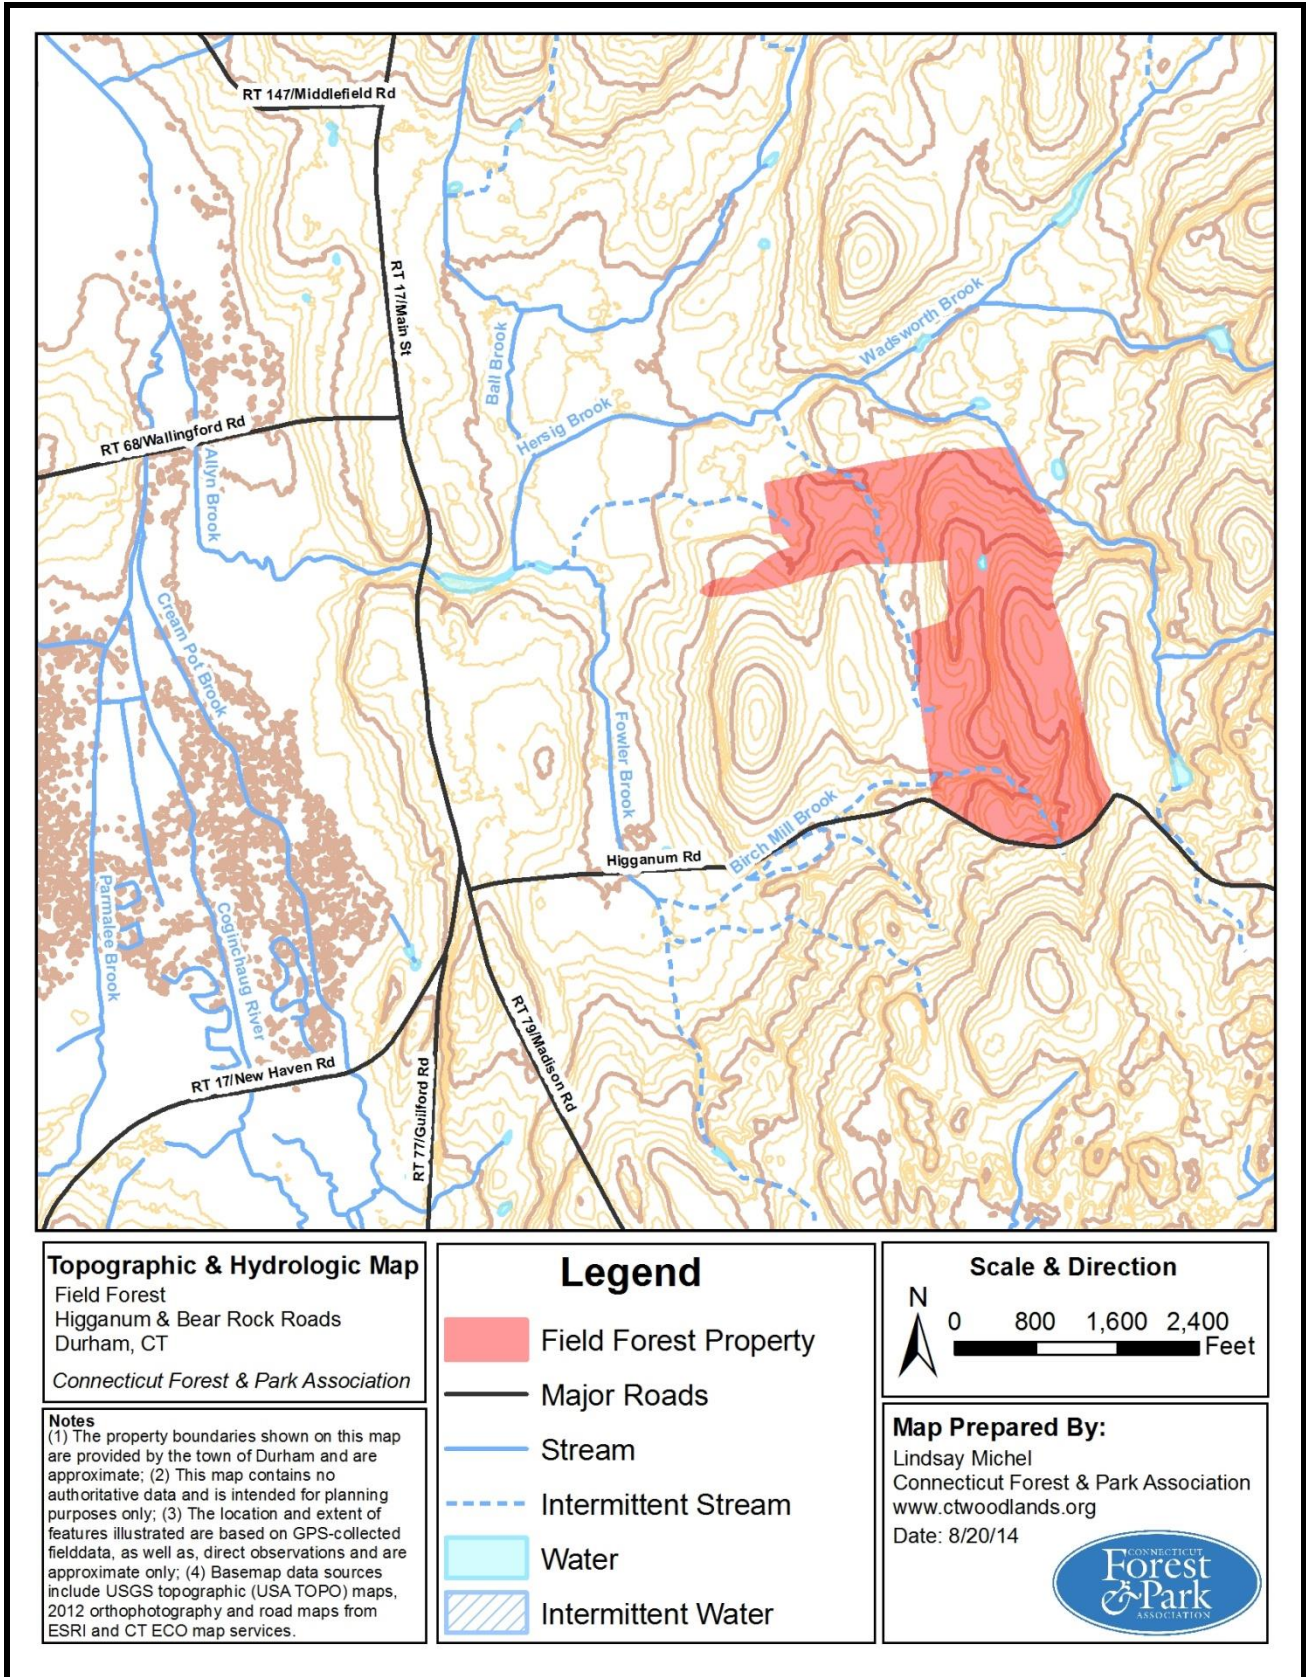 RT 147/Middlefield Rd
RT 17/Main St
Ball Brook
Wadsworth Brook
Hersig Brook
RT 68/Wallingford Rd
Allyn Brook
Cream Pot Brook
Fowler Brook
Birch Mill Brook
Higganum Rd
Parmalee Brook
Coginchaug River
RT 17/New Haven Rd
RT 77/Guilford Rd
RT 79/Madison Rd
Topographic & Hydrologic Map
Field Forest
Higganum & Bear Rock Roads
Durham, CT
Connecticut Forest & Park Association
Notes
(1) The property boundaries shown on this map
are provided by the town of Durham and are
approximate; (2) This map contains no
authoritative data and is intended for planning
purposes only; (3) The location and extent of
features illustrated are based on GPS-collected
fielddata, as well as, direct observations and are
approximate only; (4) Basemap data sources
include USGS topographic (USA TOPO) maps,
2012 orthophotography and road maps from
ESRI and CT ECO map services.
Legend
Field Forest Property
Major Roads
Stream
Intermittent Stream
Water
Intermittent Water
Scale & Direction
N
0 800 1,600 2,400
Feet
Map Prepared By:
Lindsay Michel
Connecticut Forest & Park Association
www.ctwoodlands.org
Date: 8/20/14
CONNECTICUT
Forest
& Park
ASSOCIATION